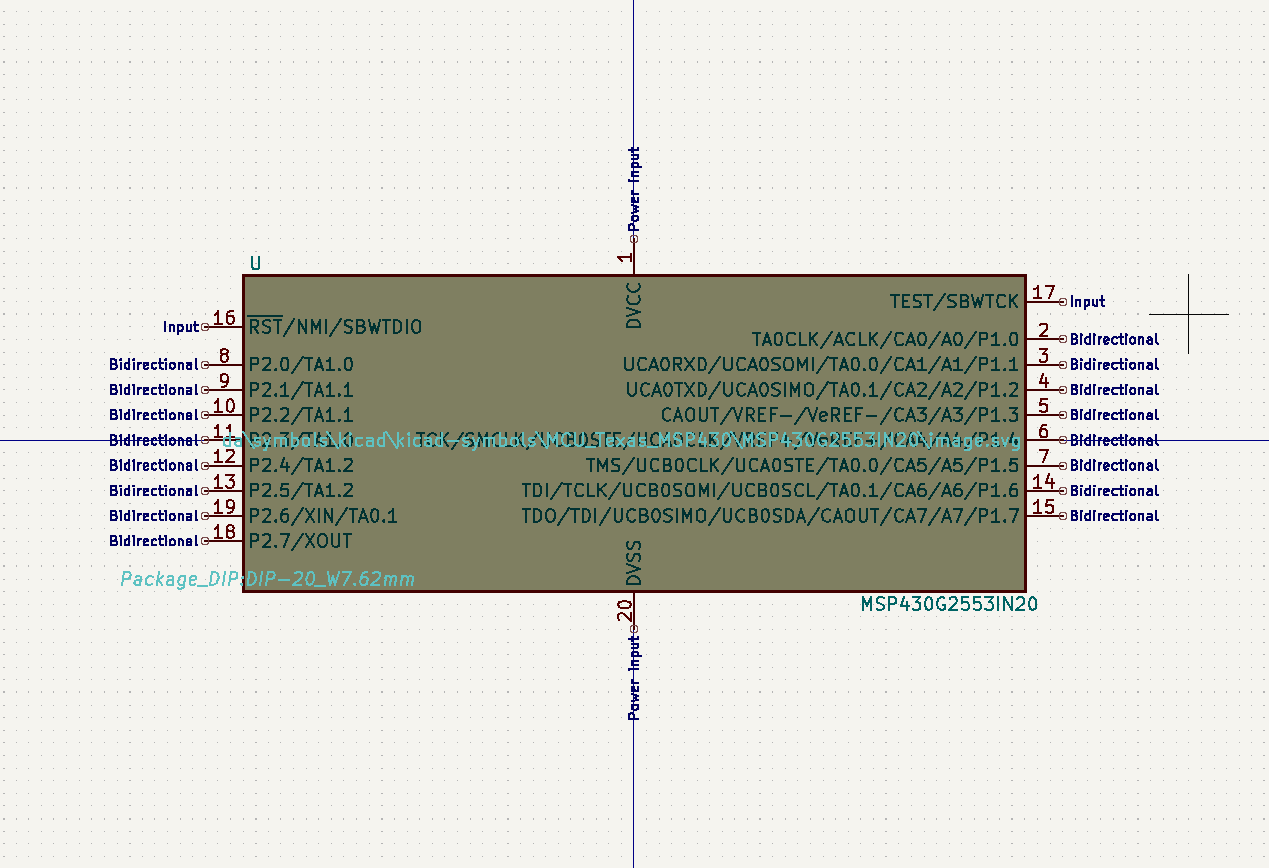 Power Input
1
DVCC
U
17
TEST/SBWTCK
Input
16
Input
RST/NMI/SBWTDIO
2
TA0CLK/ACLK/CA0/A0/P1.0
Bidirectional
8
Bidirectional
P2.0/TA1.0
3
UCA0RXD/UCA0SOMI/TA0.0/CA1/A1/P1.1
Bidirectional
9
Bidirectional
P2.1/TA1.1
4
UCA0TXD/UCA0SIMO/TA0.1/CA2/A2/P1.2
Bidirectional
10
Bidirectional
P2.2/TA1.1
5
CAOUT/VREF-/VeREF-/CA3/A3/P1.3
Bidirectional
11
Bidirectional
da\symbols\kicad\kicad-symbols\MCU_Texas_MSP430\MSP430G2553IN20\image.svg
6
Bidirectional
12
Bidirectional
P2.4/TA1.2
7
TMS/UCB0CLK/UCA0STE/TA0.0/CA5/A5/P1.5
Bidirectional
13
Bidirectional
P2.5/TA1.2
14
TDI/TCLK/UCB0SOMI/UCB0SCL/TA0.1/CA6/A6/P1.6
Bidirectional
19
Bidirectional
P2.6/XIN/TA0.1
15
TDO/TDI/UCB0SIMO/UCB0SDA/CAOUT/CA7/A7/P1.7
Bidirectional
18
Bidirectional
P2.7/XOUT
DVSS
Package_DIP:DIP-20_W7.62mm
MSP430G2553IN20
20
Power Input